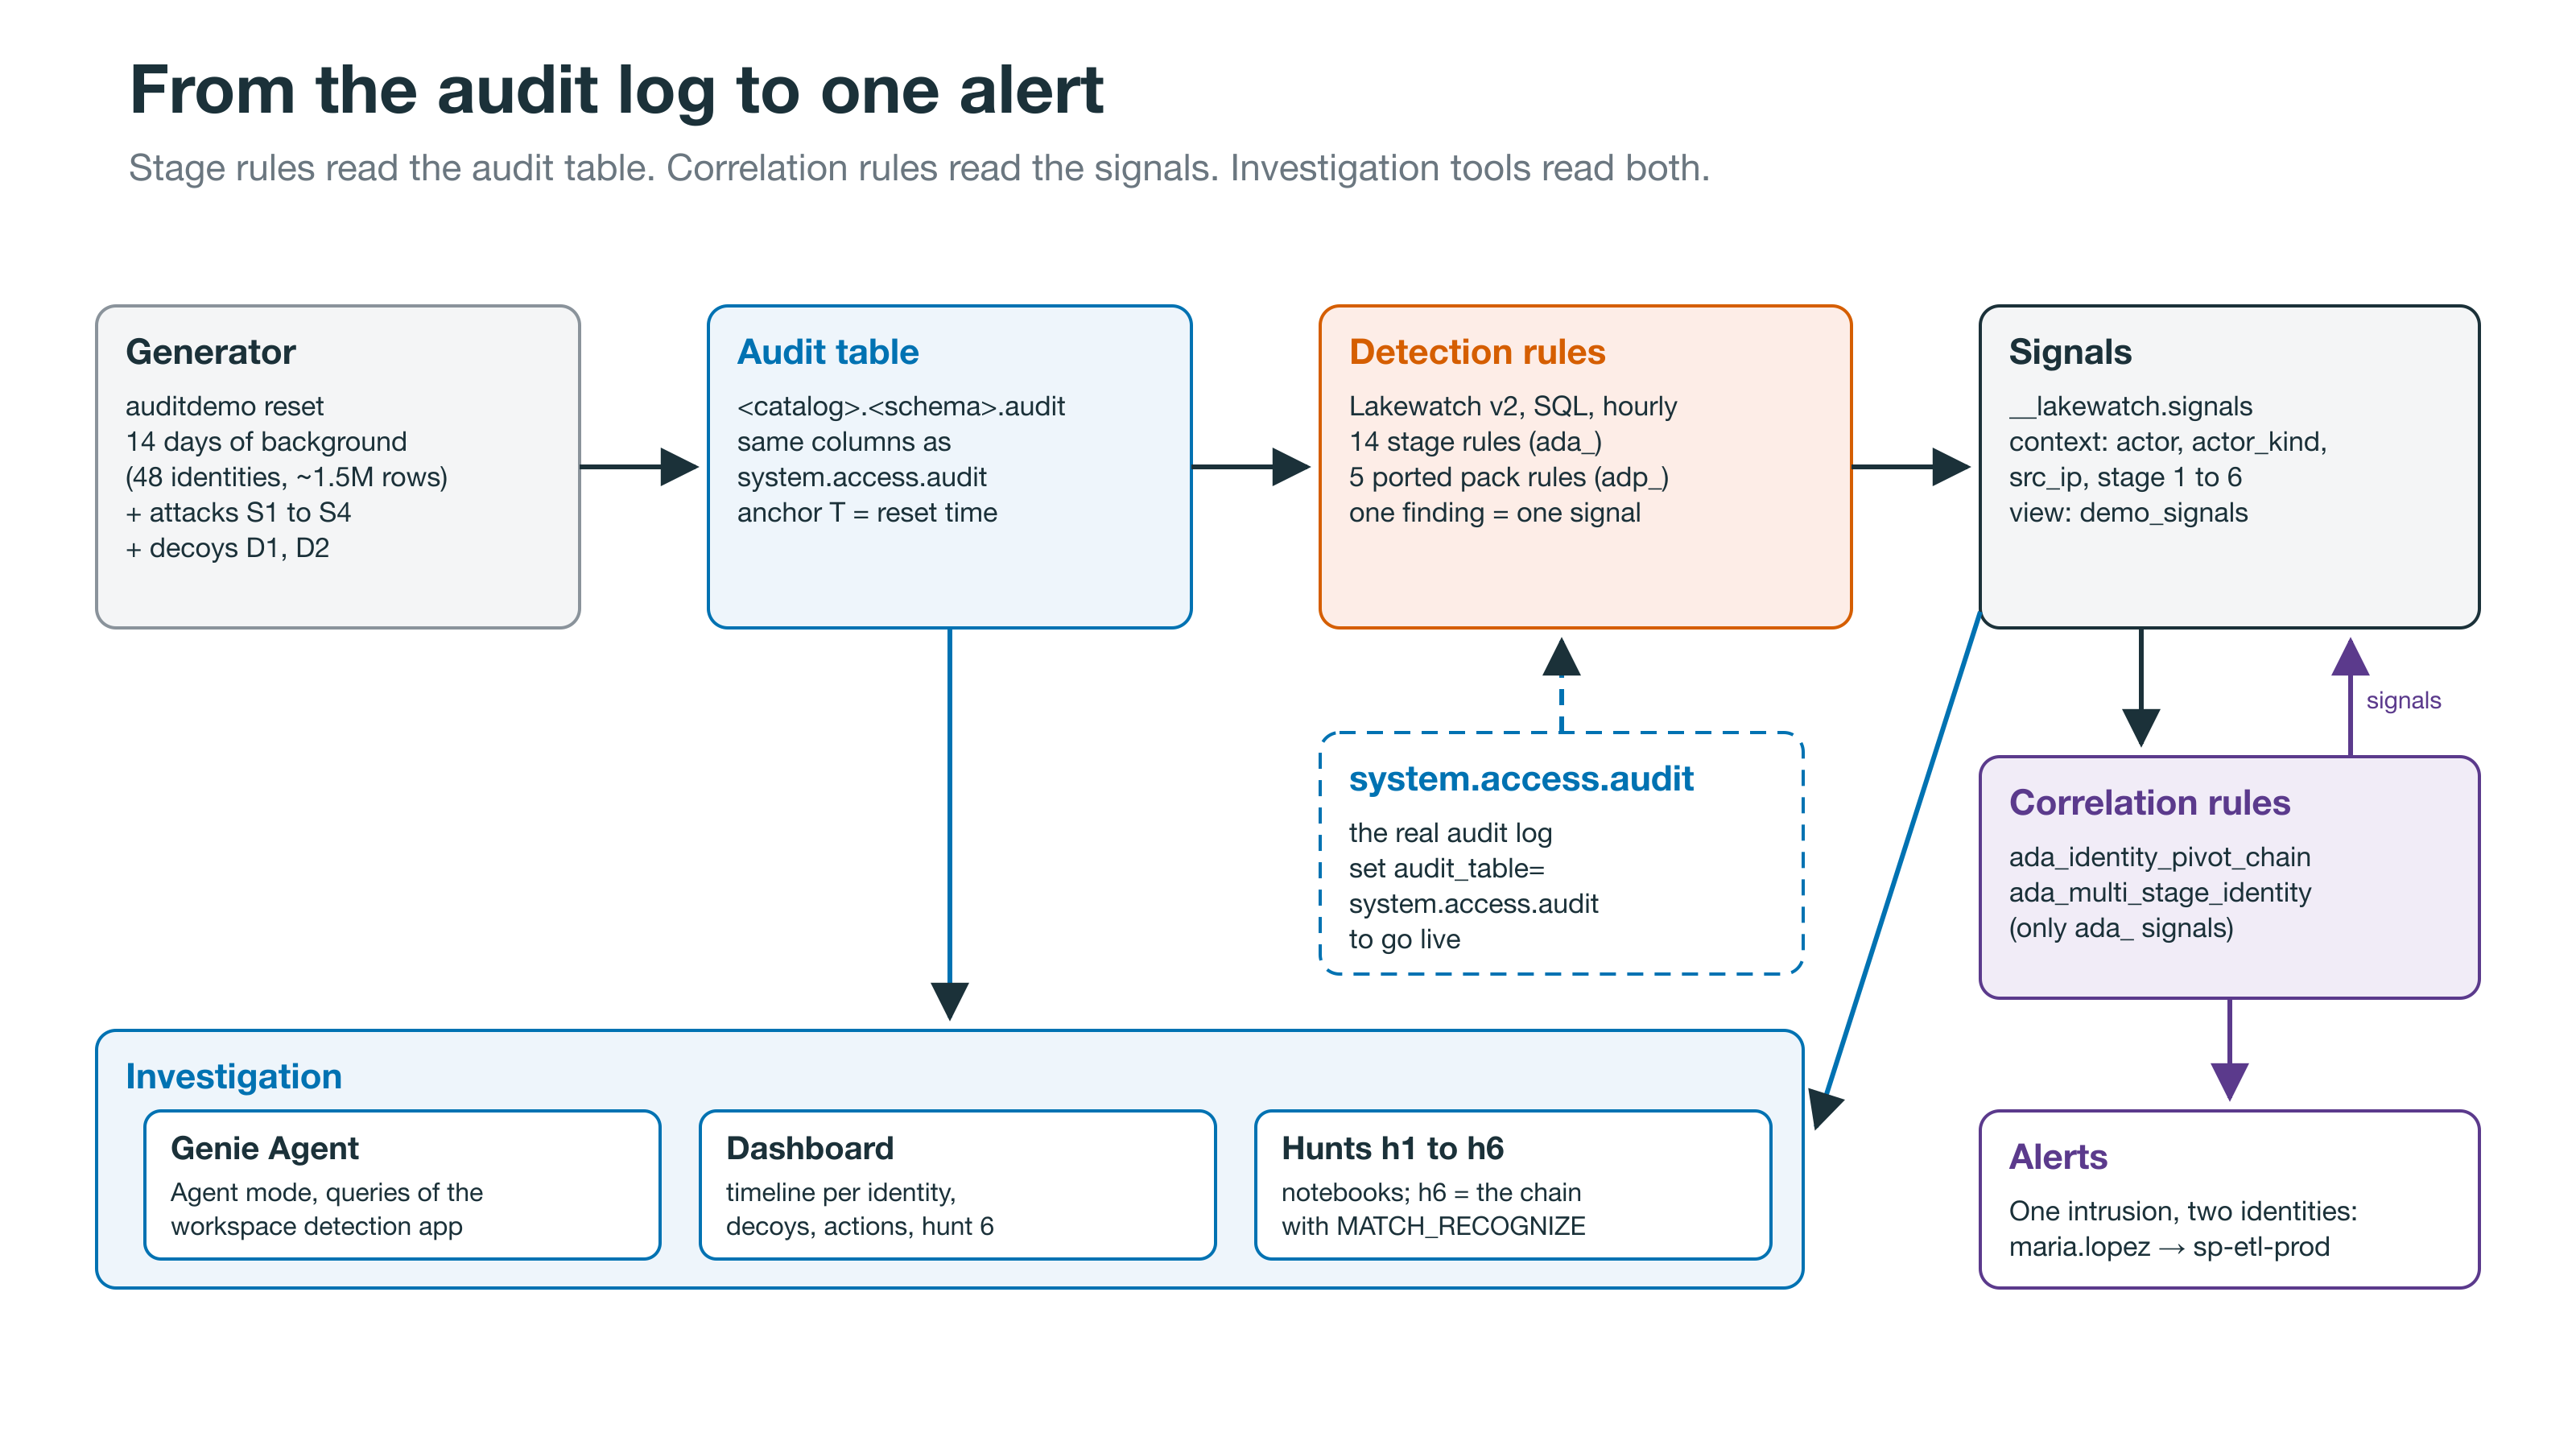 From the audit log to one alert
Stage rules read the audit table. Correlation rules read the signals. Investigation tools read both.
Generator
auditdemo reset
14 days of background
(48 identities, ~1.5M rows)
+ attacks S1 to S4
+ decoys D1, D2
Audit table
<catalog>.<schema>.audit
same columns as
system.access.audit
anchor T = reset time
Detection rules
Lakewatch v2, SQL, hourly
14 stage rules (ada_)
5 ported pack rules (adp_)
one finding = one signal
Signals
__lakewatch.signals
context: actor, actor_kind,
src_ip, stage 1 to 6
view: demo_signals
signals
system.access.audit
the real audit log
set audit_table=
system.access.audit
to go live
Correlation rules
ada_identity_pivot_chain
ada_multi_stage_identity
(only ada_ signals)
Investigation
Genie Agent
Agent mode, queries of the
workspace detection app
Dashboard
timeline per identity,
decoys, actions, hunt 6
Hunts h1 to h6
notebooks; h6 = the chain
with MATCH_RECOGNIZE
Alerts
One intrusion, two identities:
maria.lopez → sp-etl-prod